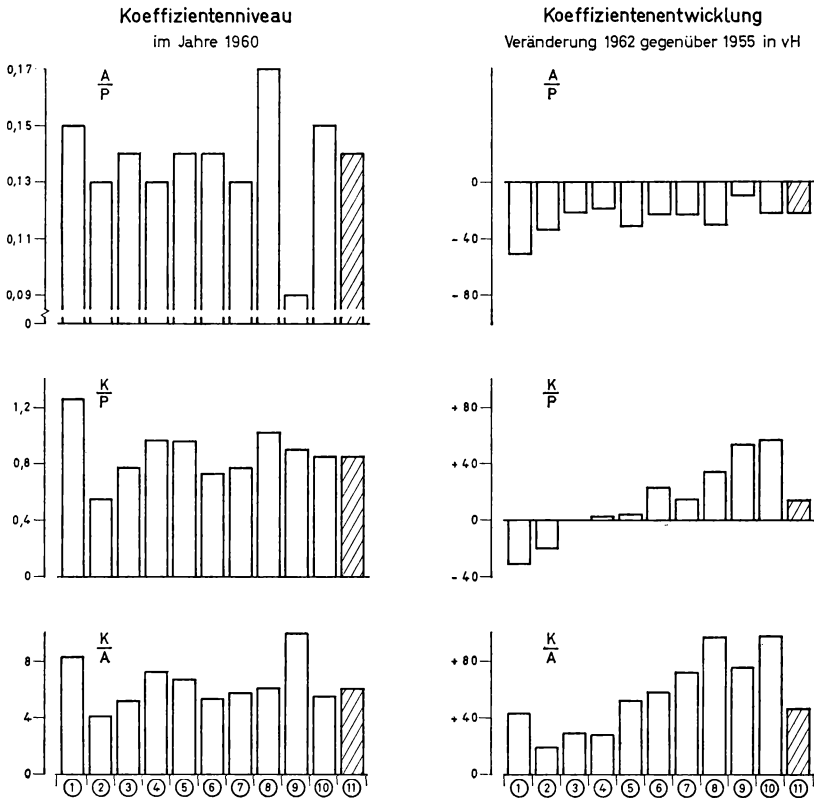 Koeffizientenniveau
im Jahre 1960
A
P
0,17
0,15
0,13
0,11
0,09
0
K
P
1,2
0,8
0,4
0
K
A
8
4
0
1 2 3 4 5 6 7 8 9 10 11
Koeffizientenentwicklung
Veränderung 1962 gegenüber 1955 in vH
A
P
0
- 40
- 80
K
P
+ 80
+ 40
0
- 40
K
A
+ 80
+ 40
0
1 2 3 4 5 6 7 8 9 10 11